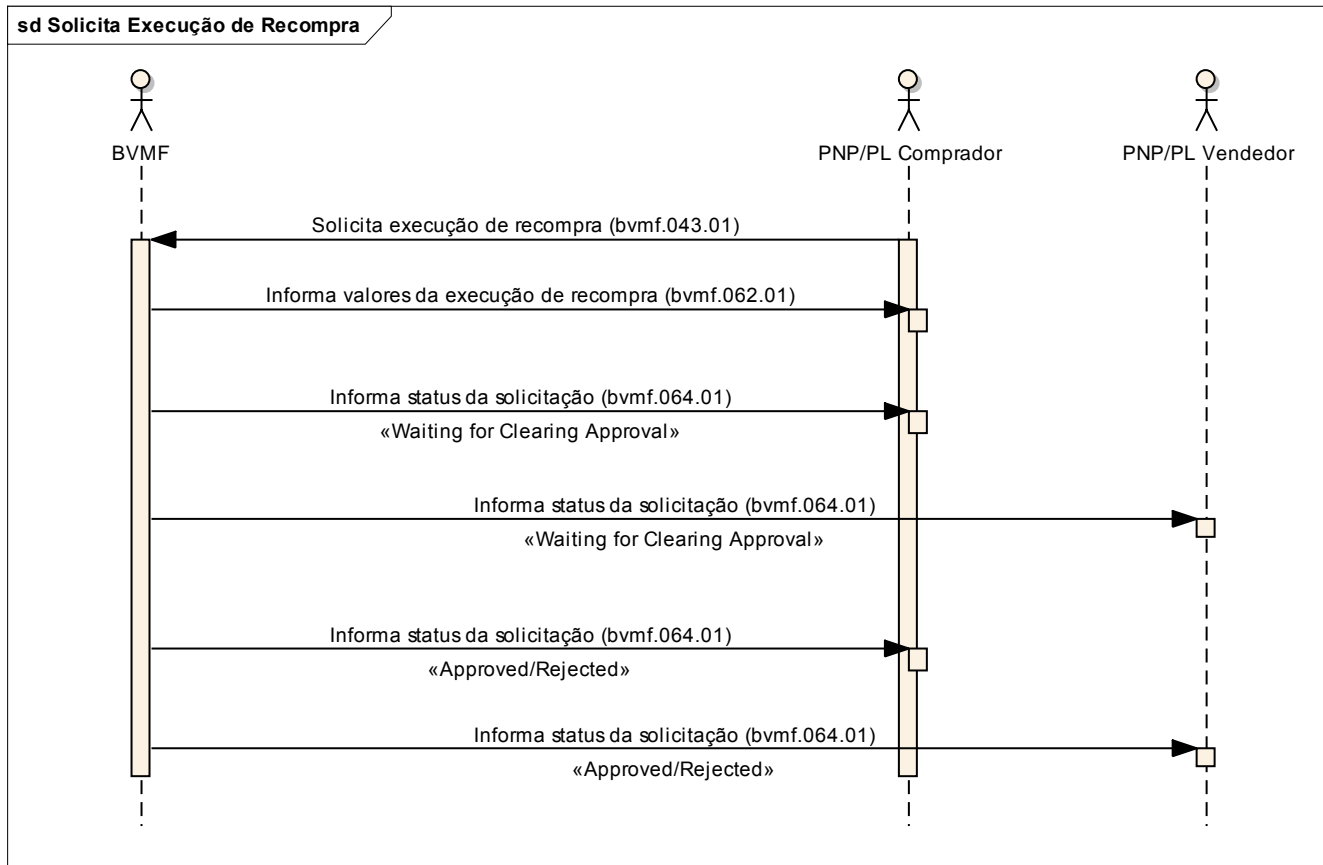 sd Solicita Execução de Recompra
BVMF
PNP/PL Comprador
PNP/PL Vendedor
Solicita execução de recompra (bvmf.043.01)
Informa valores da execução de recompra (bvmf.062.01)
Informa status da solicitação (bvmf.064.01)
«Waiting for Clearing Approval»
Informa status da solicitação (bvmf.064.01)
«Waiting for Clearing Approval»
Informa status da solicitação (bvmf.064.01)
«Approved/Rejected»
Informa status da solicitação (bvmf.064.01)
«Approved/Rejected»